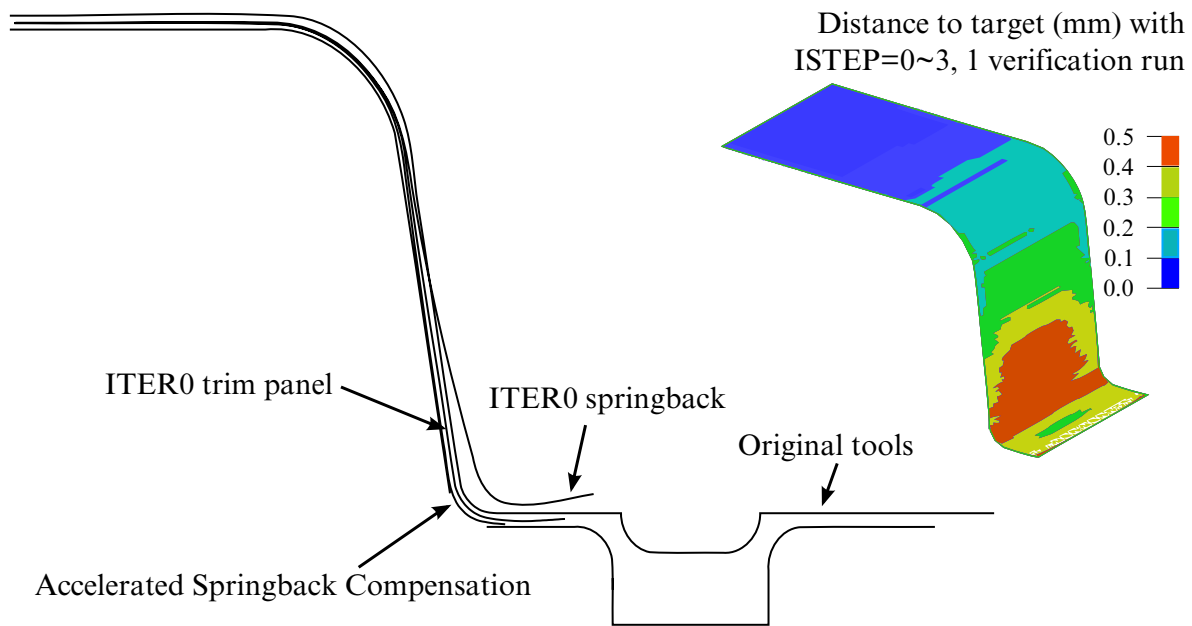 Distance to target (mm) with
ISTEP=0~3, 1 verification run
0.5
0.4
0.3
0.2
0.1
0.0
ITER0 trim panel
ITER0 springback
Original tools
Accelerated Springback Compensation